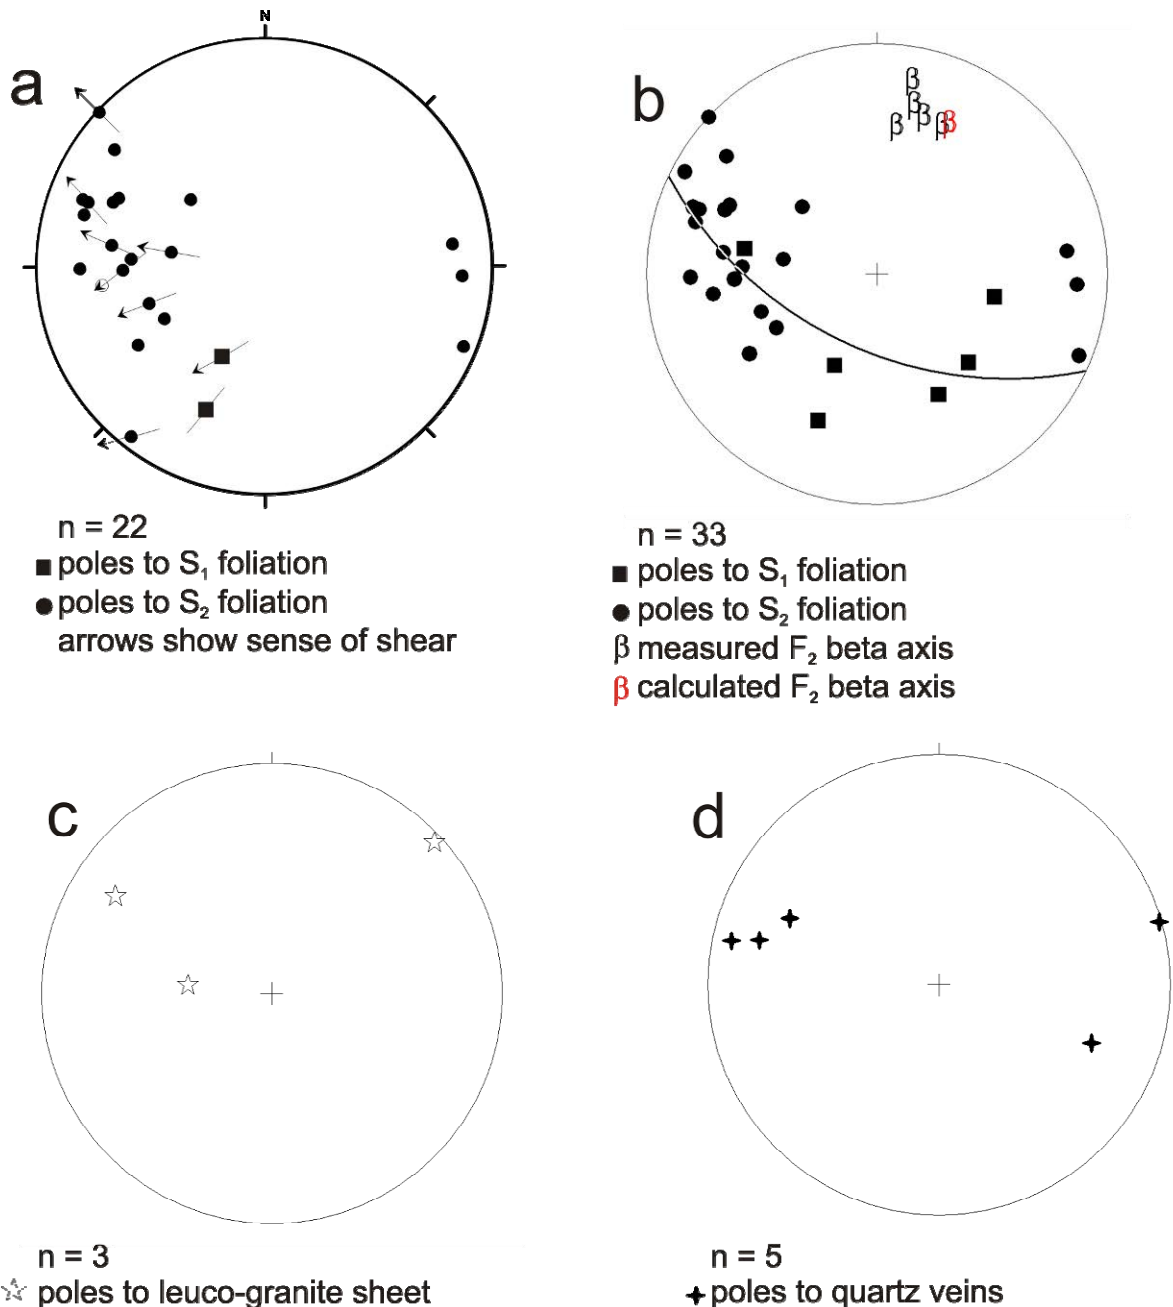 N
a
b
β
β
β
β
β
β
n = 22
■ poles to S₁ foliation
● poles to S₂ foliation
arrows show sense of shear
n = 33
■ poles to S₁ foliation
● poles to S₂ foliation
β measured F₂ beta axis
β calculated F₂ beta axis
c
d
n = 3
☆ poles to leuco-granite sheet
n = 5
✦ poles to quartz veins